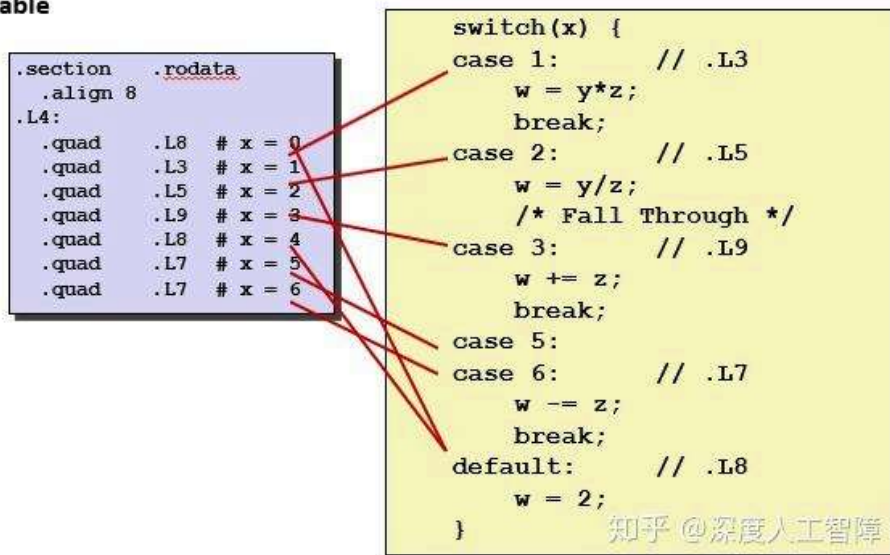 able
.section .rodata
.align 8
.L4:
.quad .L8 # x = 0
.quad .L3 # x = 1
.quad .L5 # x = 2
.quad .L9 # x = 3
.quad .L8 # x = 4
.quad .L7 # x = 5
.quad .L7 # x = 6
switch(x) {
case 1: // .L3
w = y*z;
break;
case 2: // .L5
w = y/z;
/* Fall Through */
case 3: // .L9
w += z;
break;
case 5:
case 6: // .L7
w -= z;
break;
default: // .L8
w = 2;
}
知乎 @深度人工智障